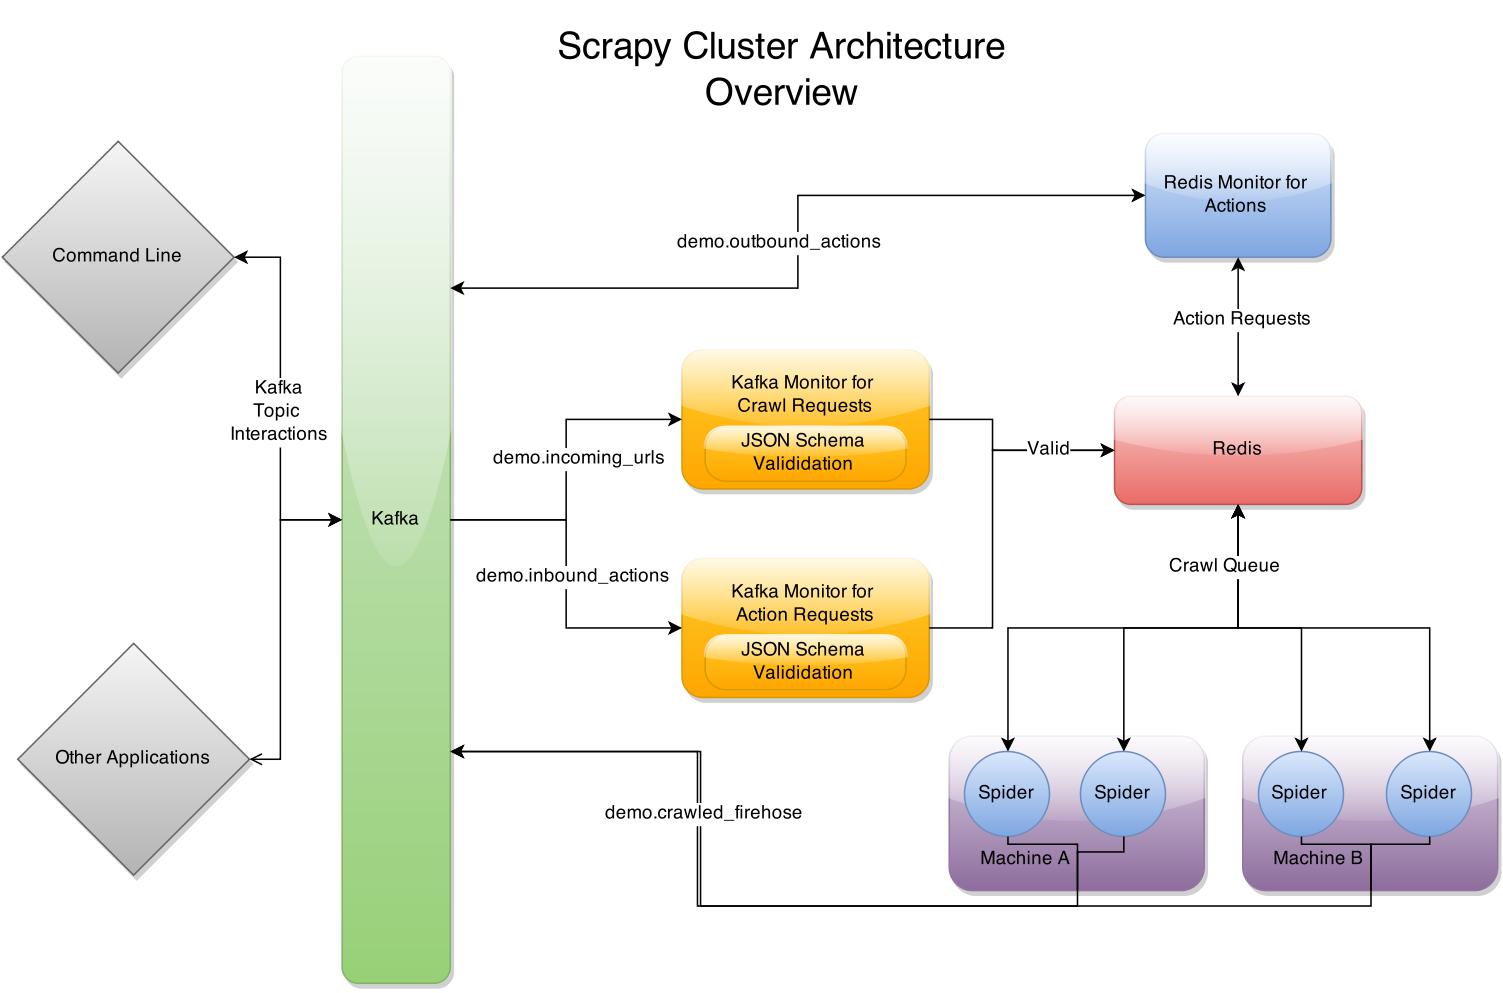 Scrapy Cluster Architecture
Overview
Redis Monitor for
Actions
demo.outbound_actions
Command Line
Action Requests
Kafka
Topic
Interactions
Kafka Monitor for
Crawl Requests
JSON Schema
Valididation
demo.incoming_urls
Valid
Redis
Kafka
demo.inbound_actions
Kafka Monitor for
Action Requests
JSON Schema
Valididation
Crawl Queue
Other Applications
demo.crawled_firehose
Spider
Spider
Machine A
Spider
Spider
Machine B